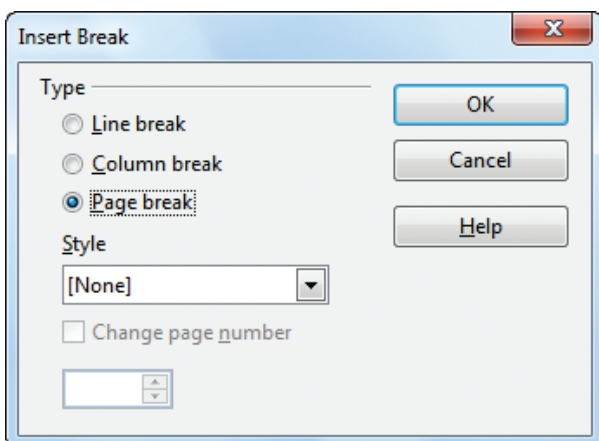 Insert Break
Type
Line break
Column break
Page break
Style
[None]
Change page number
OK
Cancel
Help